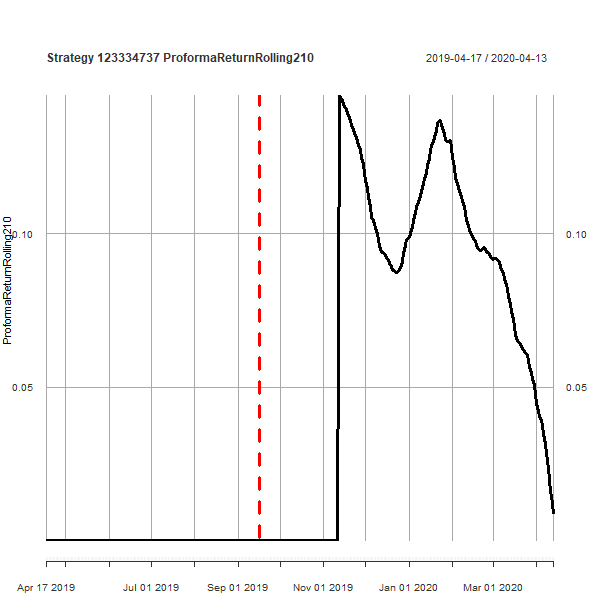 Strategy 123334737 ProformaReturnRolling210
2019-04-17 / 2020-04-13
ProformaReturnRolling210
0.10
0.10
0.05
0.05
Apr 17 2019
Jul 01 2019
Sep 01 2019
Nov 01 2019
Jan 01 2020
Mar 01 2020